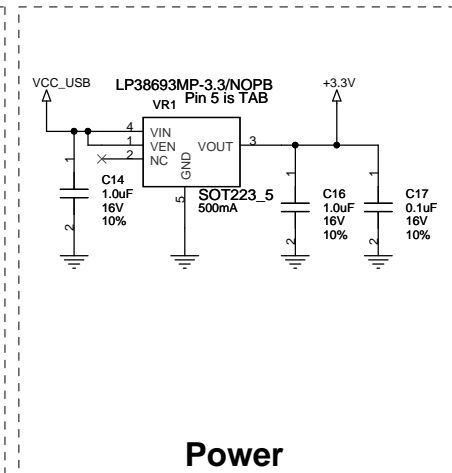 VCC_USB
LP38693MP-3.3/NOPB
Pin 5 is TAB
+3.3V
VR1
4
VIN
1
VEN
2
NC
VOUT
3
GND
5
SOT223_5
500mA
1
C14
1.0uF
16V
10%
2
1
C16
1.0uF
16V
10%
2
1
C17
0.1uF
16V
10%
2
Power